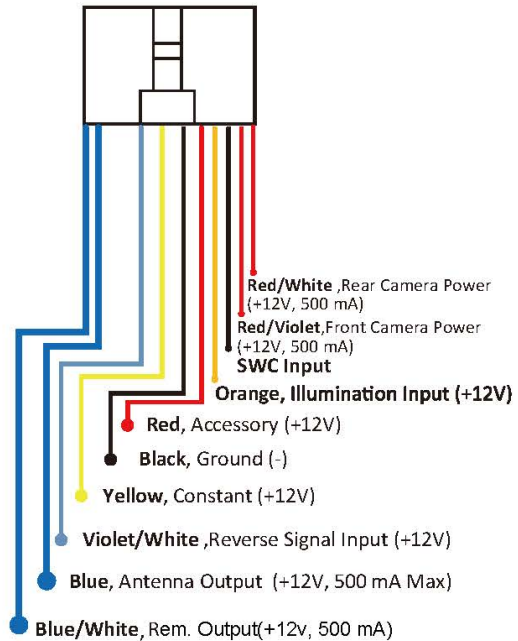 Red/White ,Rear Camera Power
(+12V, 500 mA)
Red/Violet,Front Camera Power
(+12V, 500 mA)
SWC Input
Orange, Illumination Input (+12V)
Red, Accessory (+12V)
Black, Ground (-)
Yellow, Constant (+12V)
Violet/White ,Reverse Signal Input (+12V)
Blue, Antenna Output (+12V, 500 mA Max)
Blue/White, Rem. Output(+12v, 500 mA)